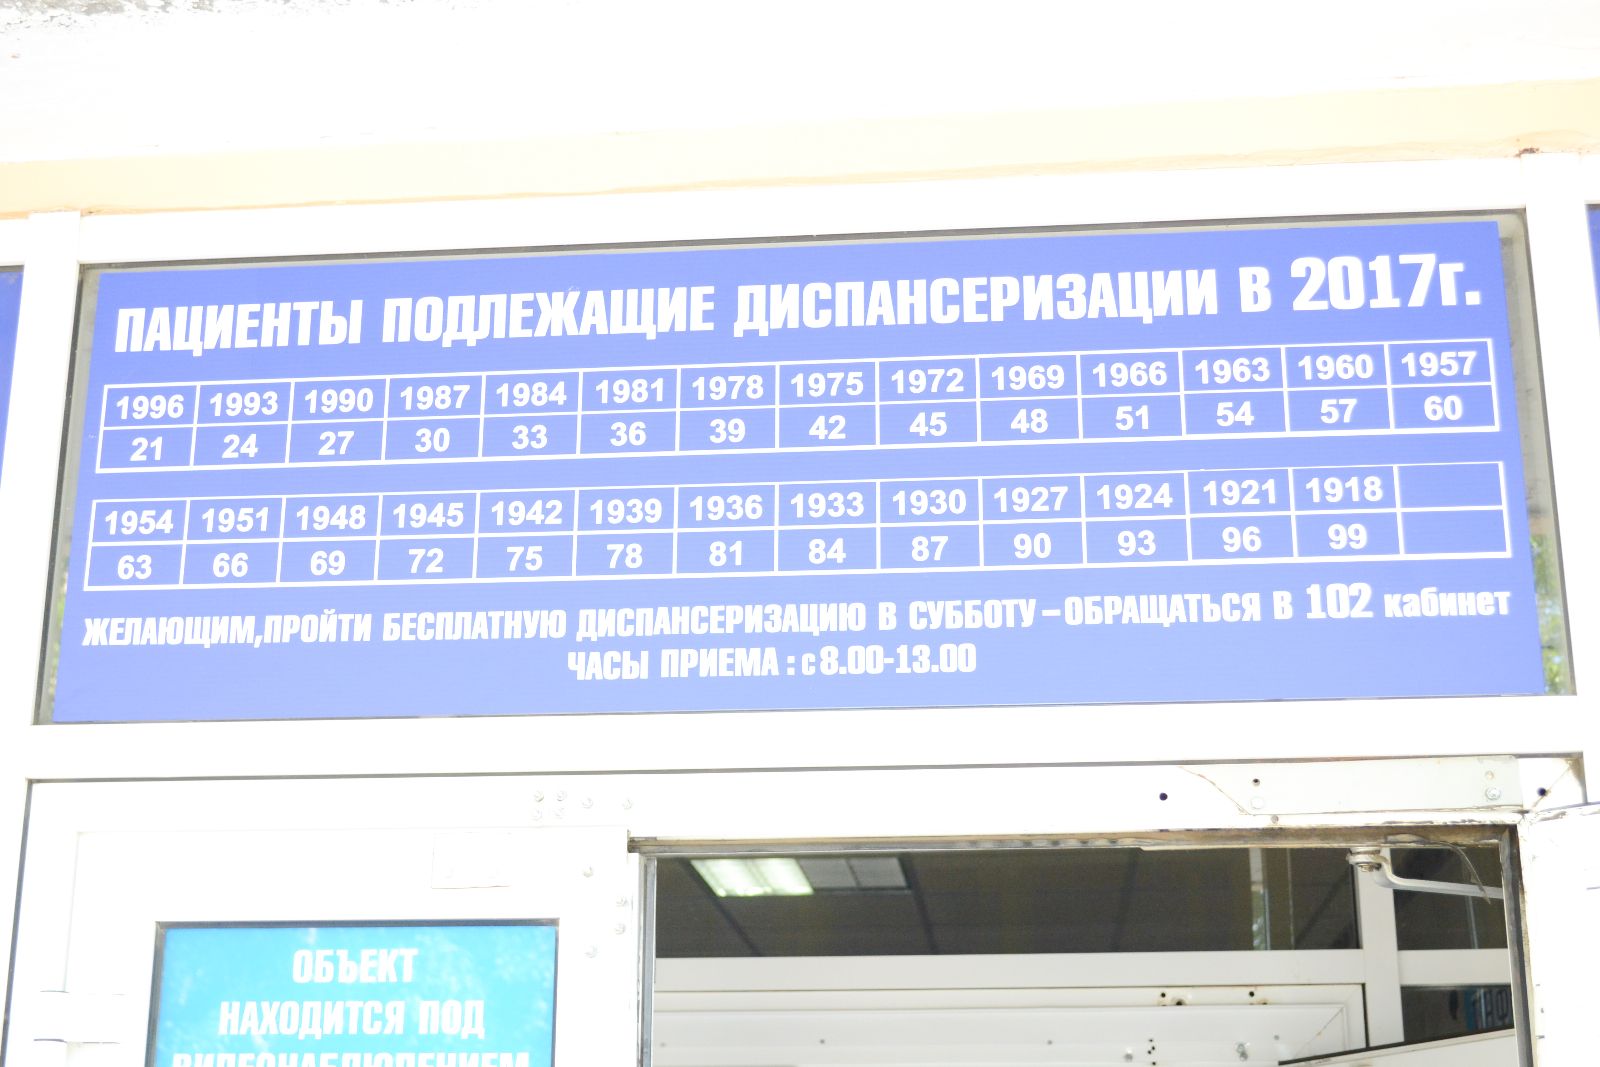 ПАЦИЕНТЫ ПОДЛЕЖАЩИЕ ДИСПАНСЕРИЗАЦИИ В 2017г.
1996 1993 1990 1987 1984 1981 1978 1975 1972 1969 1966 1963 1960 1957
21 24 27 30 33 36 39 42 45 48 51 54 57 60
1954 1951 1948 1945 1942 1939 1936 1933 1930 1927 1924 1921 1918
63 66 69 72 75 78 81 84 87 90 93 96 99
ЖЕЛАЮЩИМ,ПРОЙТИ БЕСПЛАТНУЮ ДИСПАНСЕРИЗАЦИЮ В СУББОТУ – ОБРАЩАТЬСЯ В 102 кабинет
ЧАСЫ ПРИЕМА : с 8.00-13.00
ОБЪЕКТ
НАХОДИТСЯ ПОД
ВИДЕОНАБЛЮДЕНИЕМ